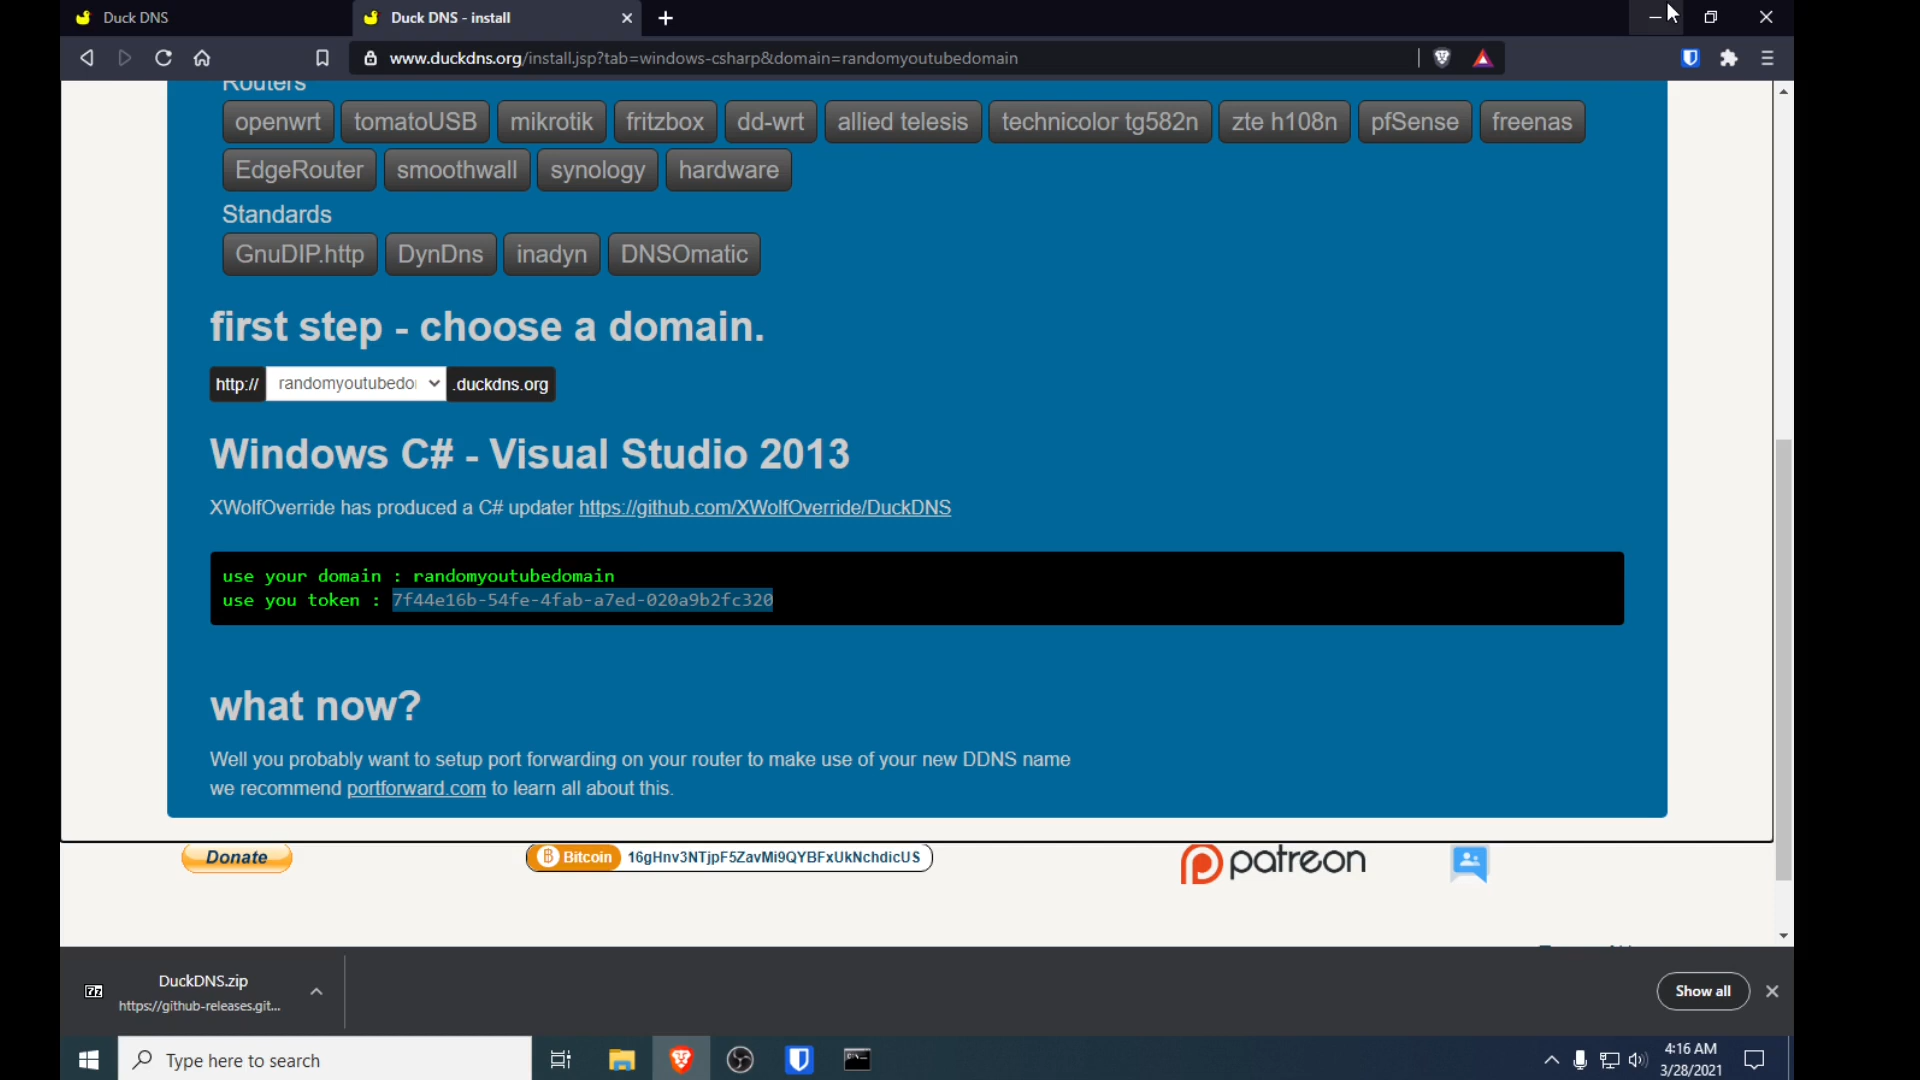 Duck DNS
Duck DNS - install
www.duckdns.org/install.jsp?tab=windows-csharp&domain=randomyoutubedomain
Routers
openwrt tomatoUSB mikrotik fritzbox dd-wrt allied telesis technicolor tg582n zte h108n pfSense freenas
EdgeRouter smoothwall synology hardware
Standards
GnuDIP.http DynDns inadyn DNSOmatic
first step - choose a domain.
http:// randomyoutubedo .duckdns.org
Windows C# - Visual Studio 2013
XWolfOverride has produced a C# updater https://github.com/XWolfOverride/DuckDNS
use your domain : randomyoutubedomain
use you token : 7f44e16b-54fe-4fab-a7ed-020a9b2fc320
what now?
Well you probably want to setup port forwarding on your router to make use of your new DDNS name
we recommend portforward.com to learn all about this.
Donate
Bitcoin 16gHnv3NTjpF5ZavMi9QYBFxUkNchdicUS
patreon
7z
DuckDNS.zip
https://github-releases.git...
Show all
Type here to search
4:16 AM
3/28/2021